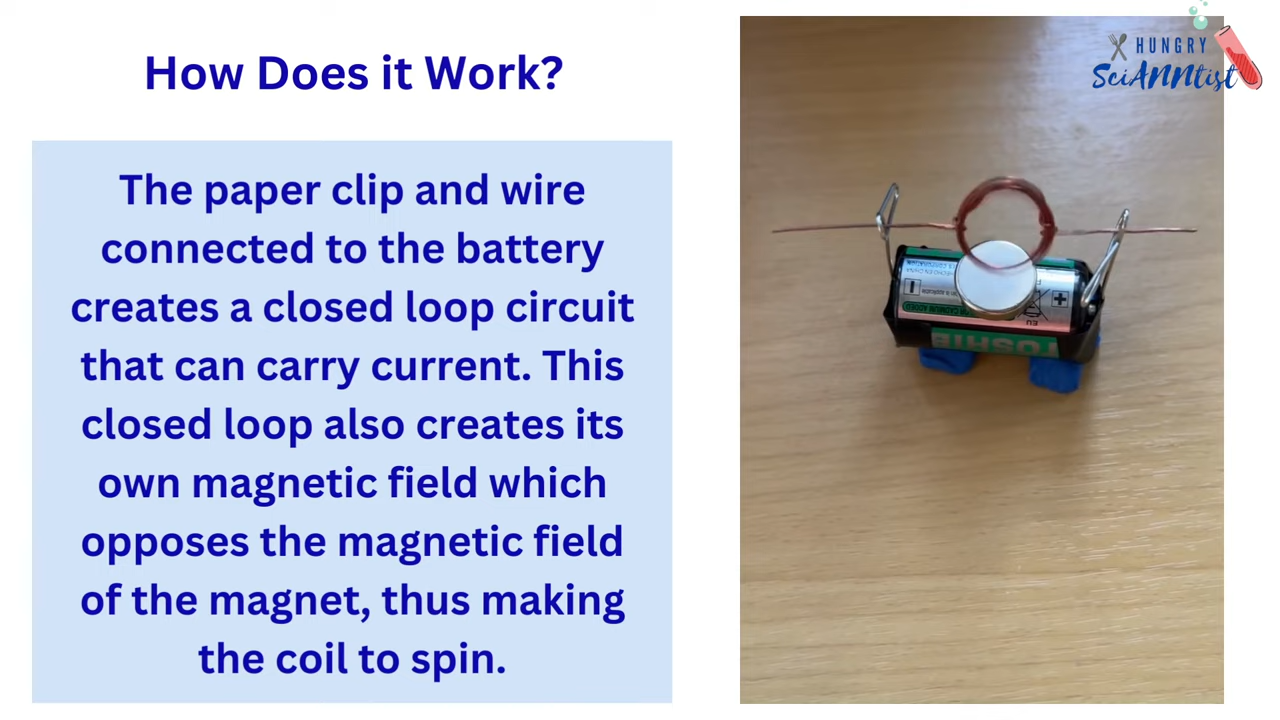 How Does it Work?
The paper clip and wire
connected to the battery
creates a closed loop circuit
that can carry current. This
closed loop also creates its
own magnetic field which
opposes the magnetic field
of the magnet, thus making
the coil to spin.
HUNGRY
SciANNtist
TOSHIB
EU